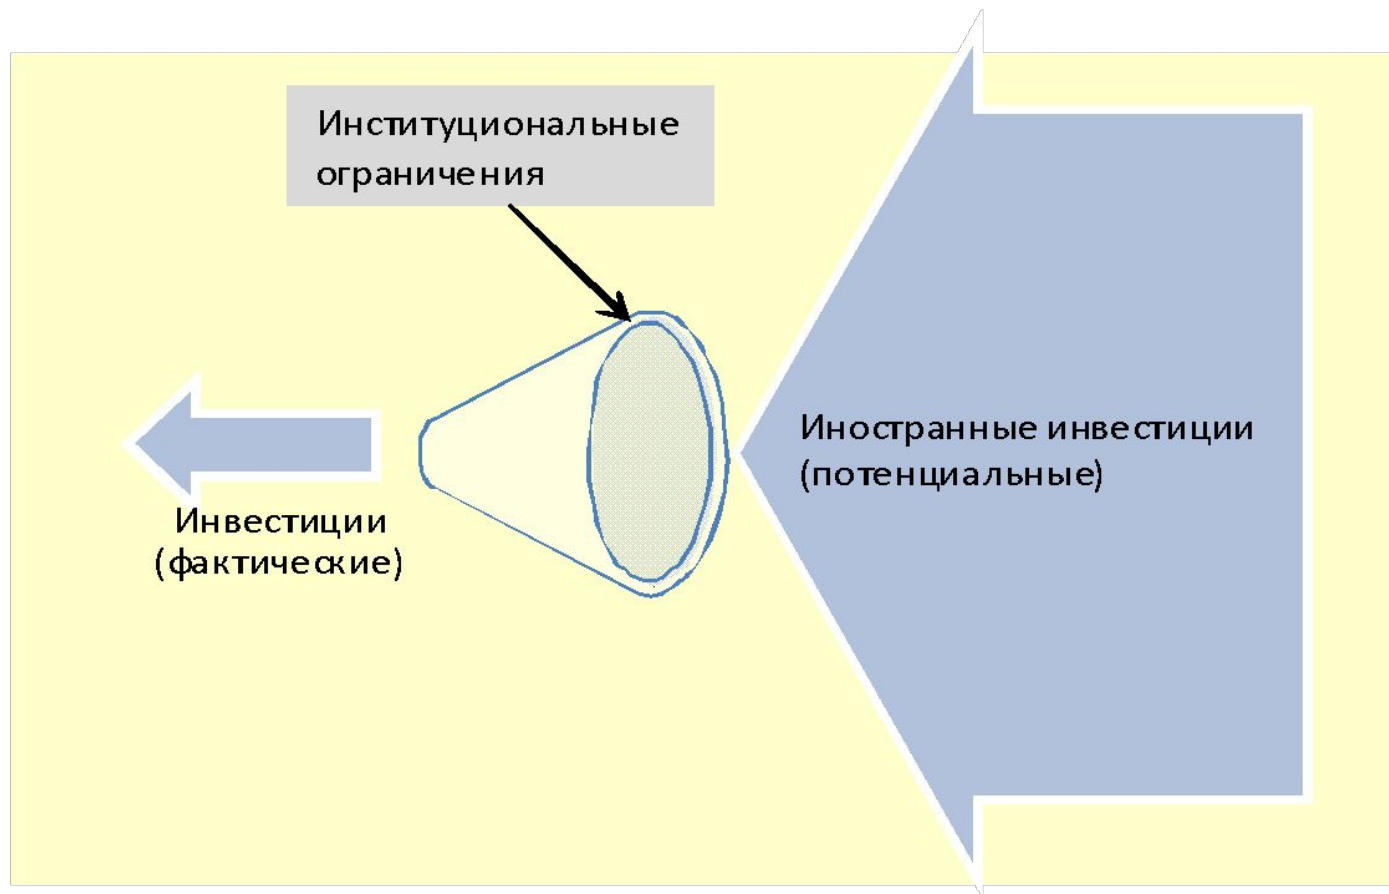 Институциональные
ограничения
Иностранные инвестиции
(потенциальные)
Инвестиции
(фактические)